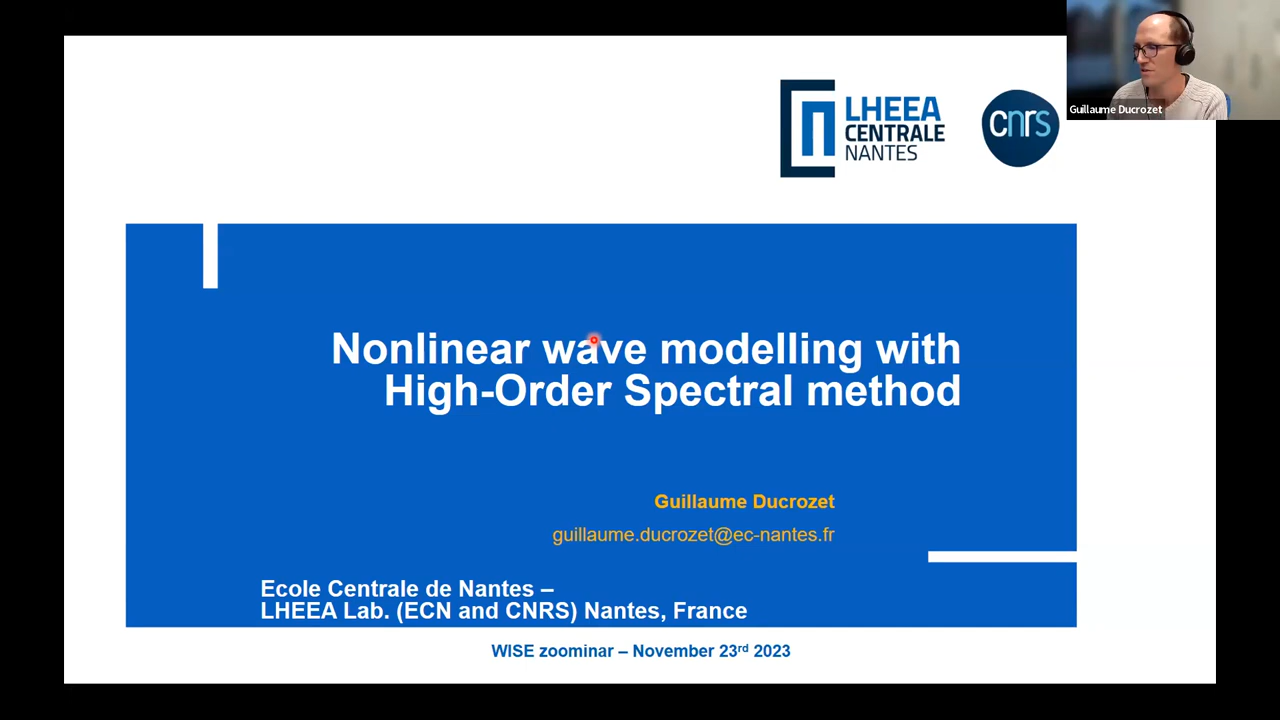 LHEEA
CENTRALE
NANTES
cnrs
Guillaume Ducrozet
Nonlinear wave modelling with
High-Order Spectral method
Guillaume Ducrozet
guillaume.ducrozet@ec-nantes.fr
Ecole Centrale de Nantes –
LHEEA Lab. (ECN and CNRS) Nantes, France
WISE zoominar – November 23rd 2023